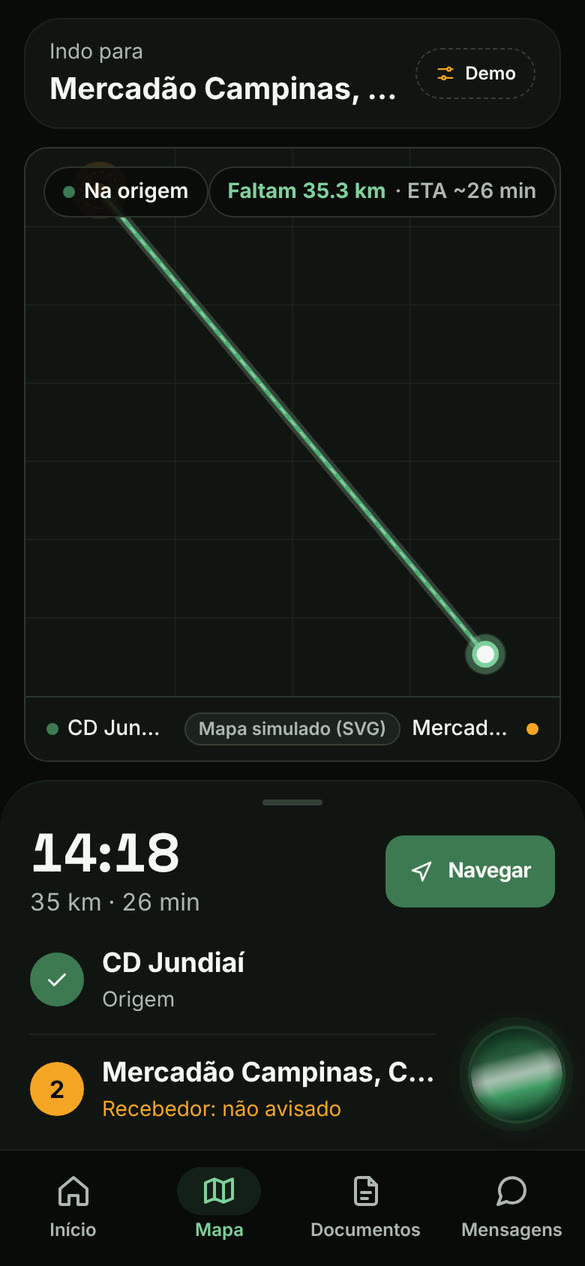 Indo para
Mercadão Campinas, ...
Demo
Na origem
Faltam 35.3 km · ETA ~26 min
CD Jun...
Mapa simulado (SVG)
Mercad...
14:18
35 km · 26 min
Navegar
CD Jundiaí
Origem
2
Mercadão Campinas, C...
Recebedor: não avisado
Início
Mapa
Documentos
Mensagens